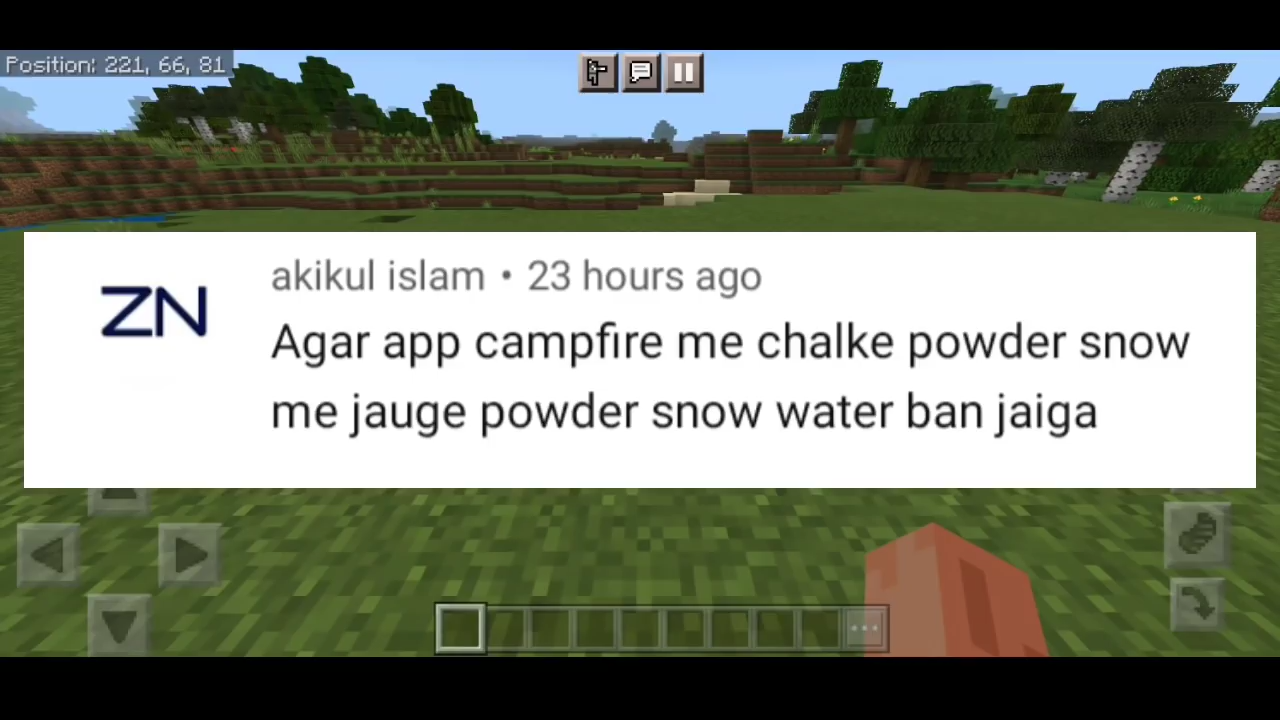 Position: 221, 66, 81
ZN
akikul islam • 23 hours ago
Agar app campfire me chalke powder snow
me jauge powder snow water ban jaiga